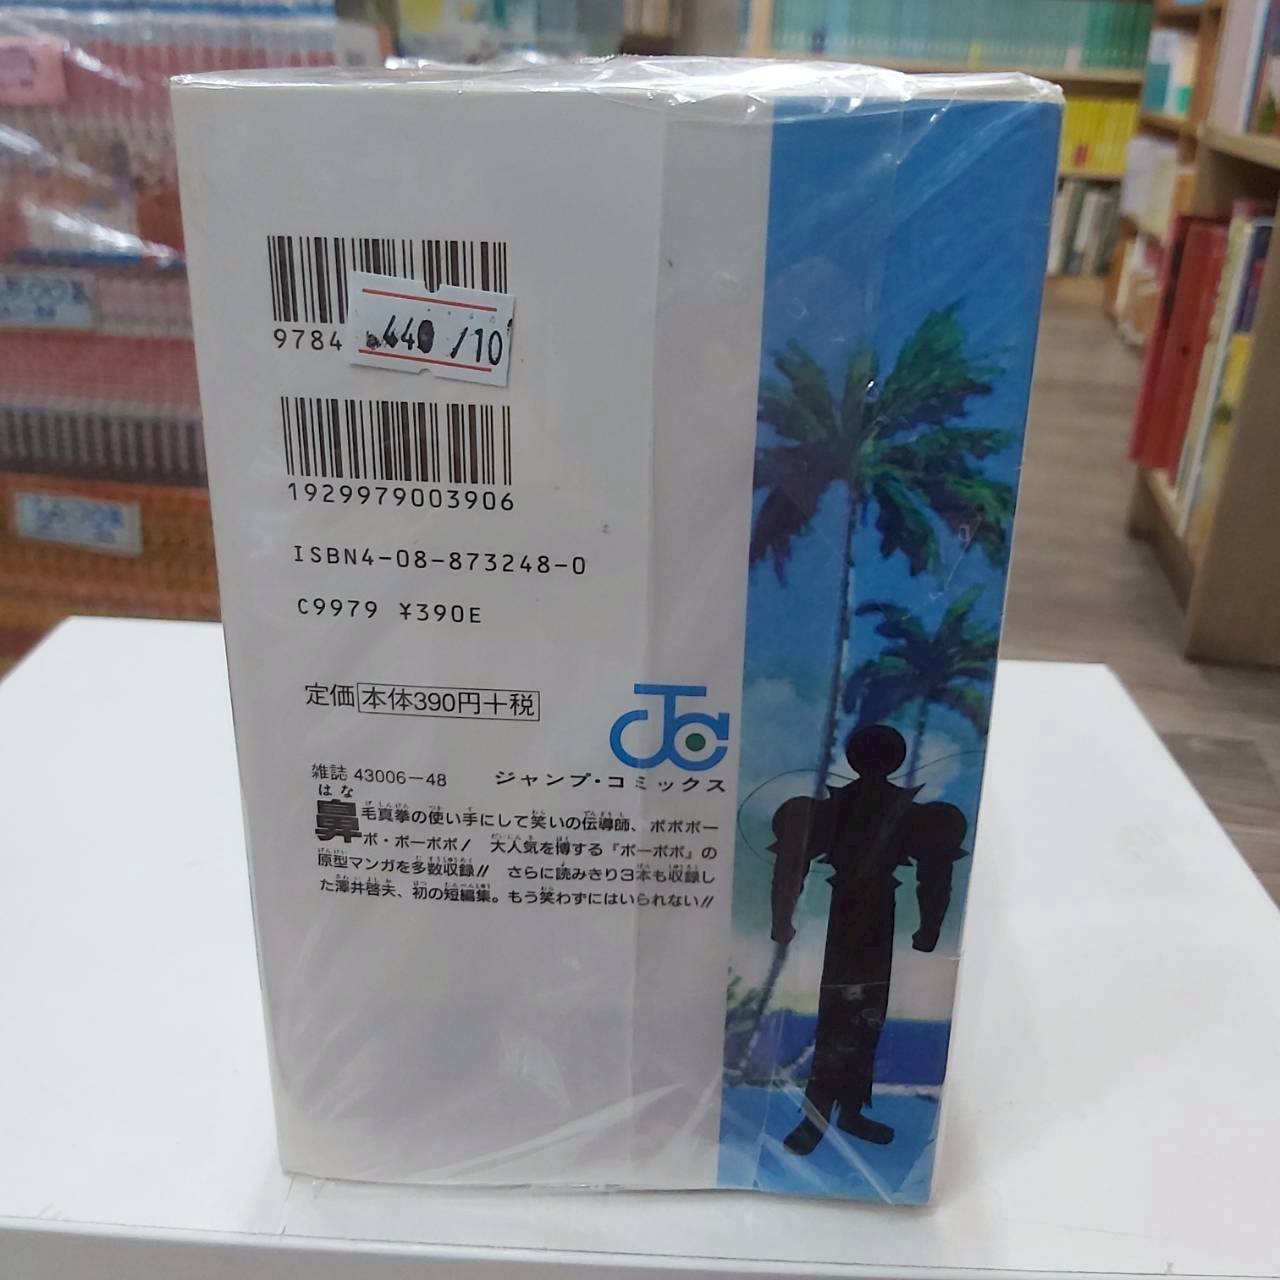 9784
440 /10
1929979003906
ISBN4-08-873248-0
C9979 ¥390E
定価 本体390円+税
雑誌 43006-48
ジャンプ・コミックス
鼻毛真拳の使い手にして笑いの伝導師、ボボボー
ボ・ボーボボ! 大人気を博する『ボーボボ』の
原型マンガを多数収録!! さらに読みきり3本も収録し
た澤井啓夫、初の短編集。もう笑わずにはいられない!!